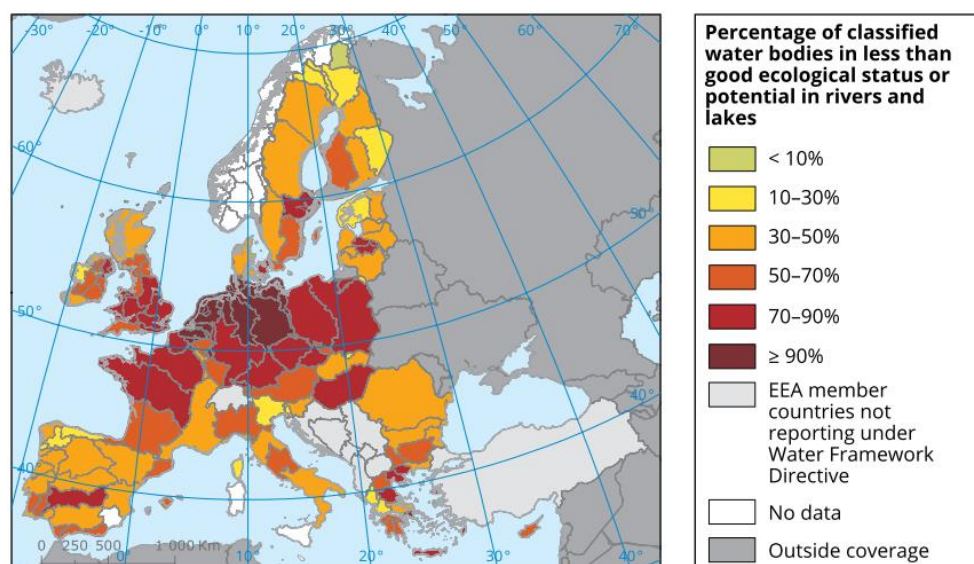 -30° -20° -10° 0° 10° 20° 30° 40° 50° 60° 70°
60°
50°
50°
40°
40°
0 250 500 1 000 Km
0° 10° 20° 30° 40°
Percentage of classified
water bodies in less than
good ecological status or
potential in rivers and
lakes
< 10%
10–30%
30–50%
50–70%
70–90%
≥ 90%
EEA member
countries not
reporting under
Water Framework
Directive
No data
Outside coverage